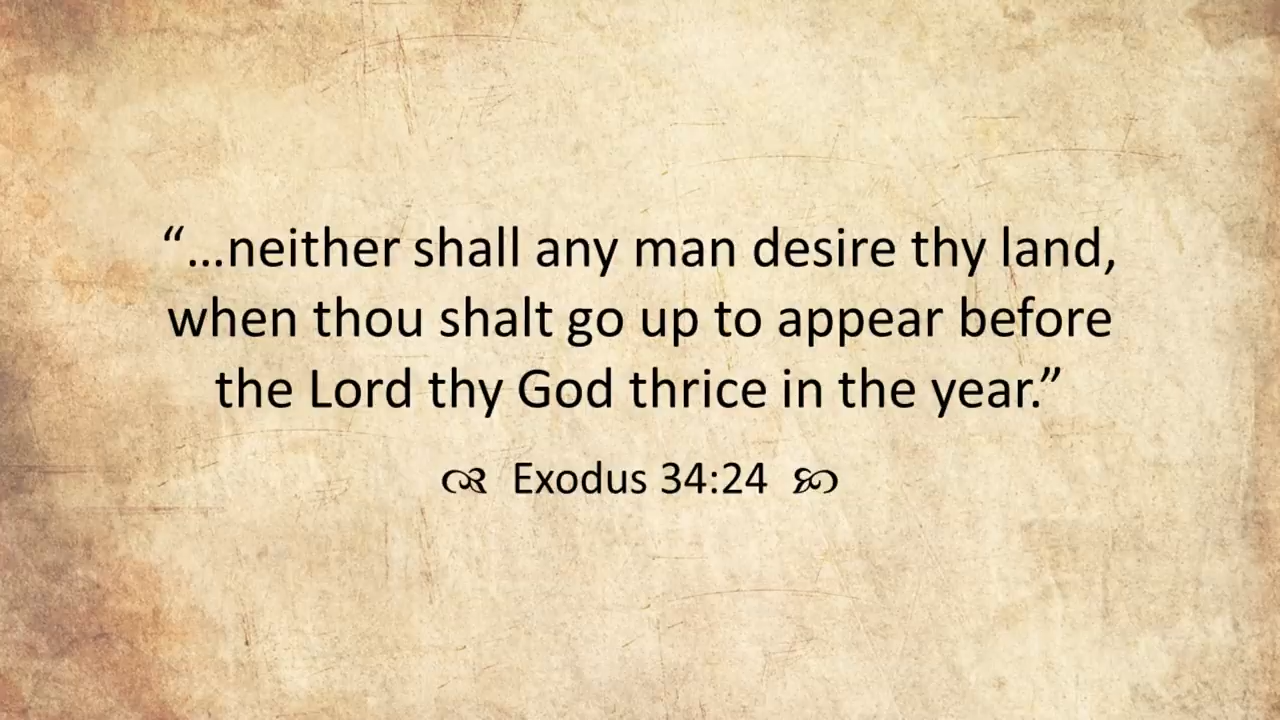 “…neither shall any man desire thy land,
when thou shalt go up to appear before
the Lord thy God thrice in the year.”
Exodus 34:24